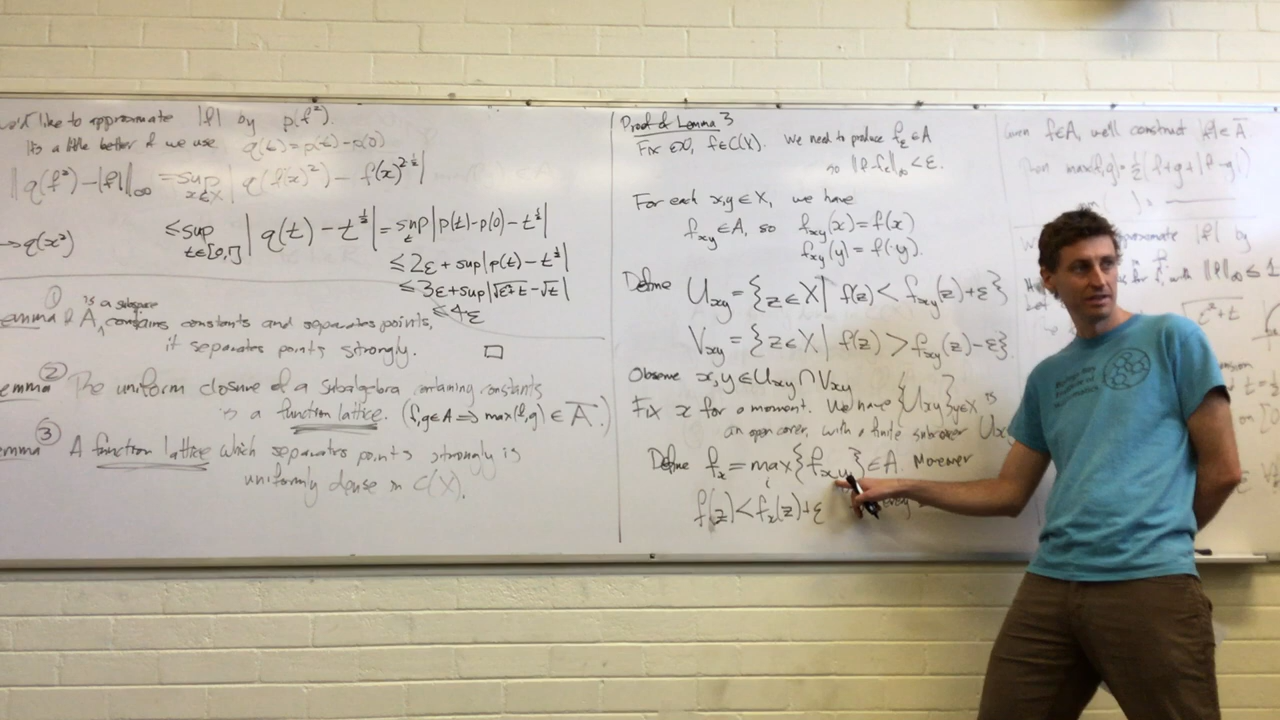 we'd like to approximate |f| by p(f²).
It's a little better if we use q(t) = p(t) - p(0)
‖q(f²) - |f|‖∞ = sup x∈X |q(f(x)²) - f(x)^{2·½}|
→ q(x²)
≤ sup t∈[0,1] |q(t) - t^½| = sup t |p(t) - p(0) - t^½|
≤ 2ε + sup |p(t) - t^½|
≤ 3ε + sup |√ε²+t - √t|
≤ 4ε
① is a subspace
Lemma If A, contains constants and separates points,
it separates points strongly. □
Lemma ② The uniform closure of a subalgebra containing constants
is a function lattice. (f,g∈A ⟹ max(f,g) ∈ A̅.)
Lemma ③ A function lattice which separates points strongly is
uniformly dense in C(X).
Proof of Lemma 3
Fix ε>0, f∈C(X). We need to produce f_ε∈A
so ‖f-f_ε‖∞ < ε.
For each x,y∈X, we have
f_xy∈A, so f_xy(x) = f(x)
f_xy(y) = f(y).
Define U_xy = {z∈X | f(z) < f_xy(z)+ε}
V_xy = {z∈X | f(z) > f_xy(z)-ε}.
Observe x,y∈U_xy ∩ V_xy
Fix x for a moment. We have {U_xy}_{y∈X} is
an open cover, with a finite subcover U_xy
Define f_x = max i {f_xy_i} ∈ A. Moreover
f(z) < f_x(z)+ε
Given f∈A, we'll construct |f|∈A̅.
Then max(f,g) = ½(f+g+|f-g|)
approximate |f| by
with ‖f‖∞ ≤ 1
√ε²+t